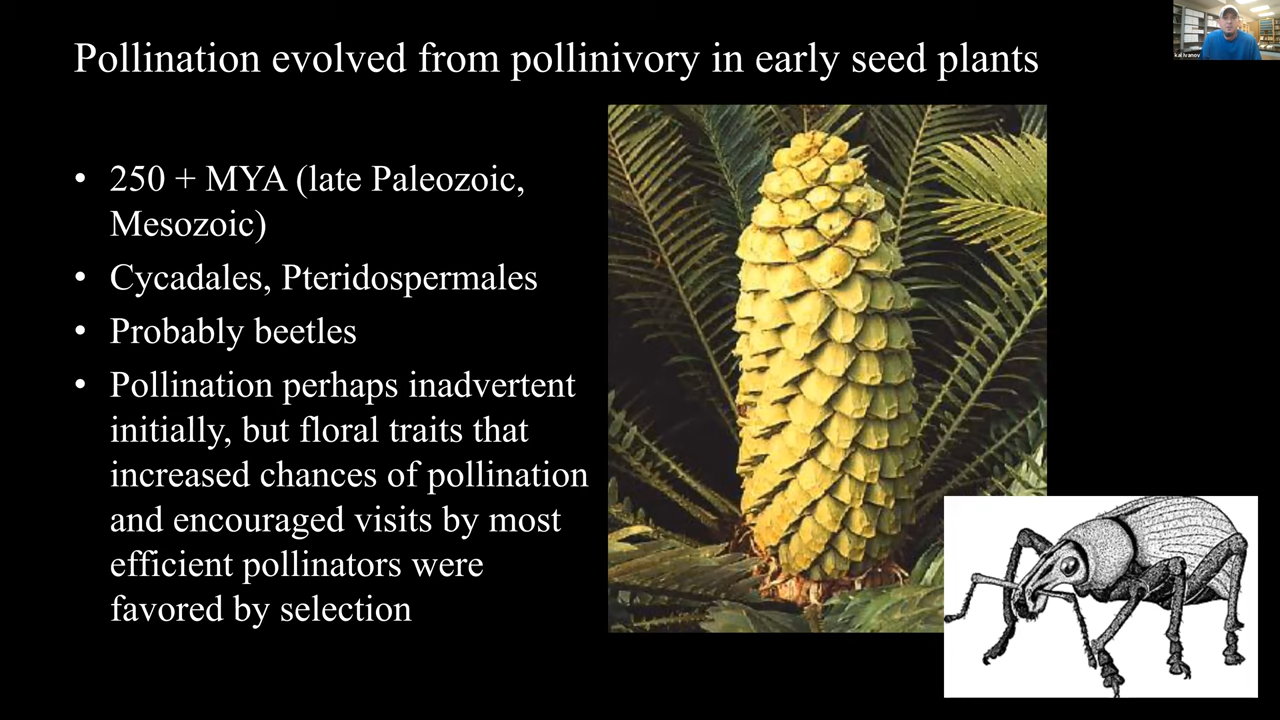 Pollination evolved from pollinivory in early seed plants
• 250 + MYA (late Paleozoic,
Mesozoic)
• Cycadales, Pteridospermales
• Probably beetles
• Pollination perhaps inadvertent
initially, but floral traits that
increased chances of pollination
and encouraged visits by most
efficient pollinators were
favored by selection